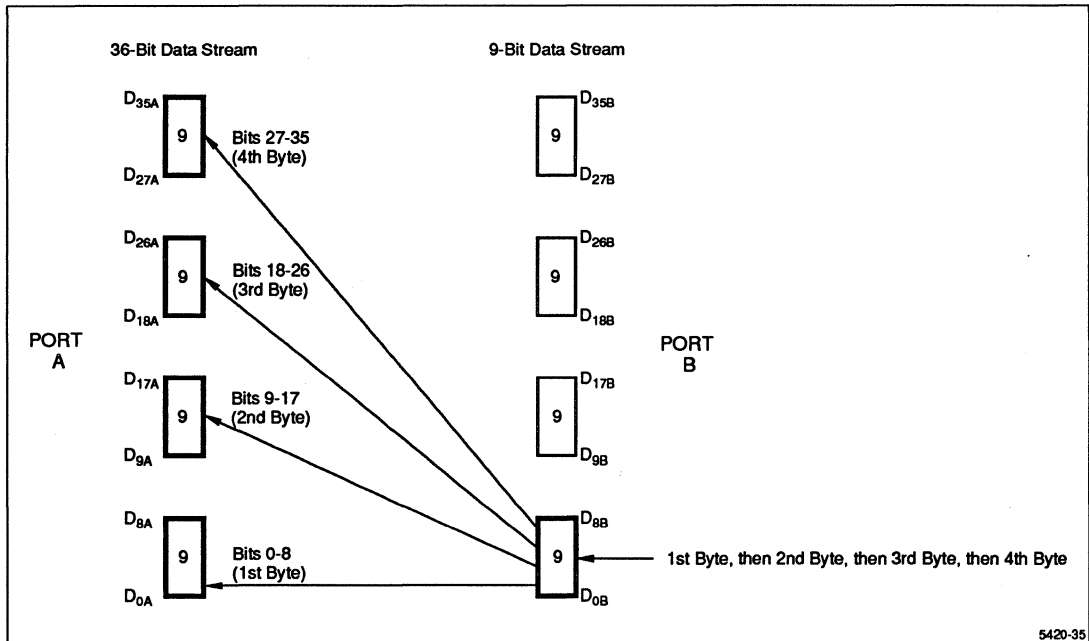 36-Bit Data Stream
9-Bit Data Stream
D35A
9
D27A
Bits 27-35
(4th Byte)
D35B
9
D27B
D26A
9
D18A
Bits 18-26
(3rd Byte)
D26B
9
D18B
PORT
A
PORT
B
D17A
9
D9A
Bits 9-17
(2nd Byte)
D17B
9
D9B
D8A
9
D0A
Bits 0-8
(1st Byte)
D8B
9
D0B
1st Byte, then 2nd Byte, then 3rd Byte, then 4th Byte
5420-35